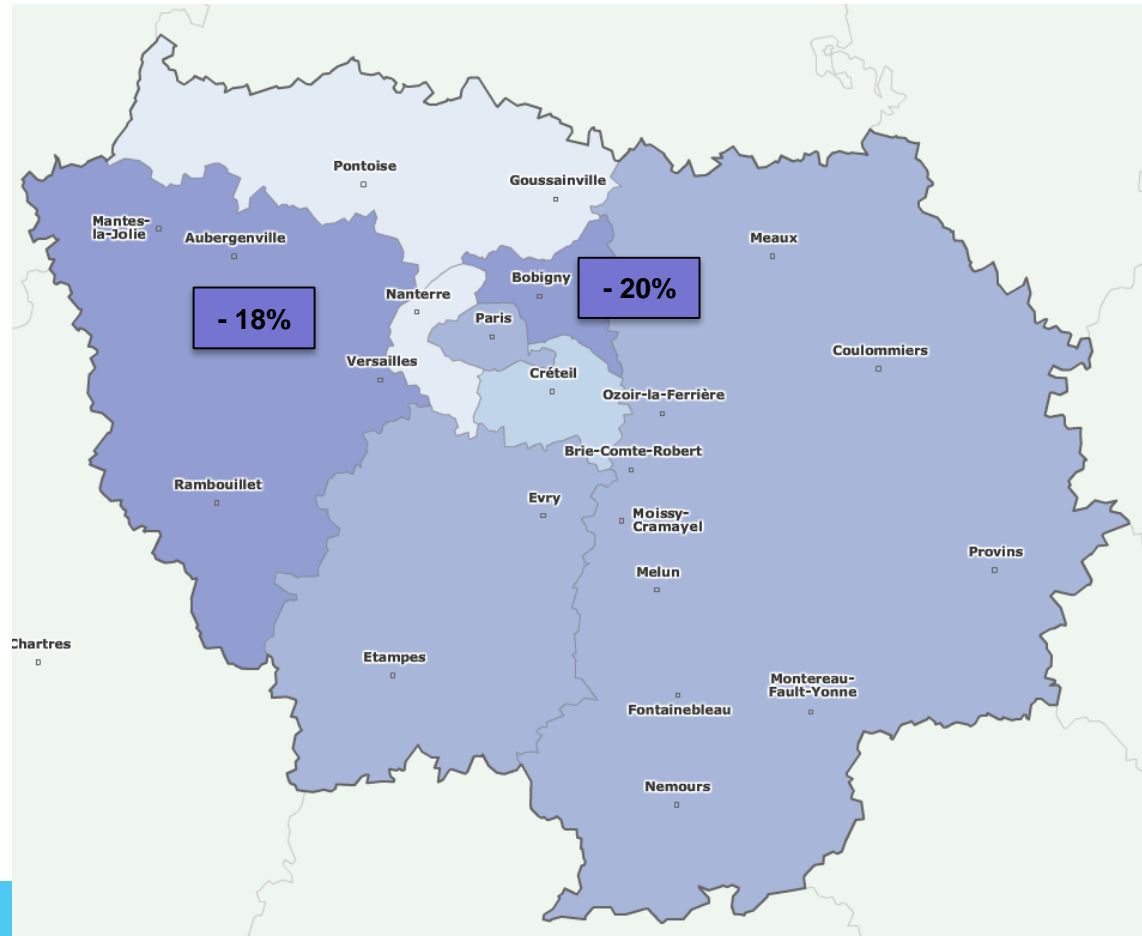 Pontoise
Goussainville
Mantes-
la-Jolie
Aubergenville
Meaux
Bobigny
- 20%
Nanterre
- 18%
Paris
Coulommiers
Versailles
Créteil
Ozoir-la-Ferrière
Brie-Comte-Robert
Rambouillet
Evry
Moissy-
Cramayel
Provins
Melun
Chartres
Etampes
Montereau-
Fault-Yonne
Fontainebleau
Nemours